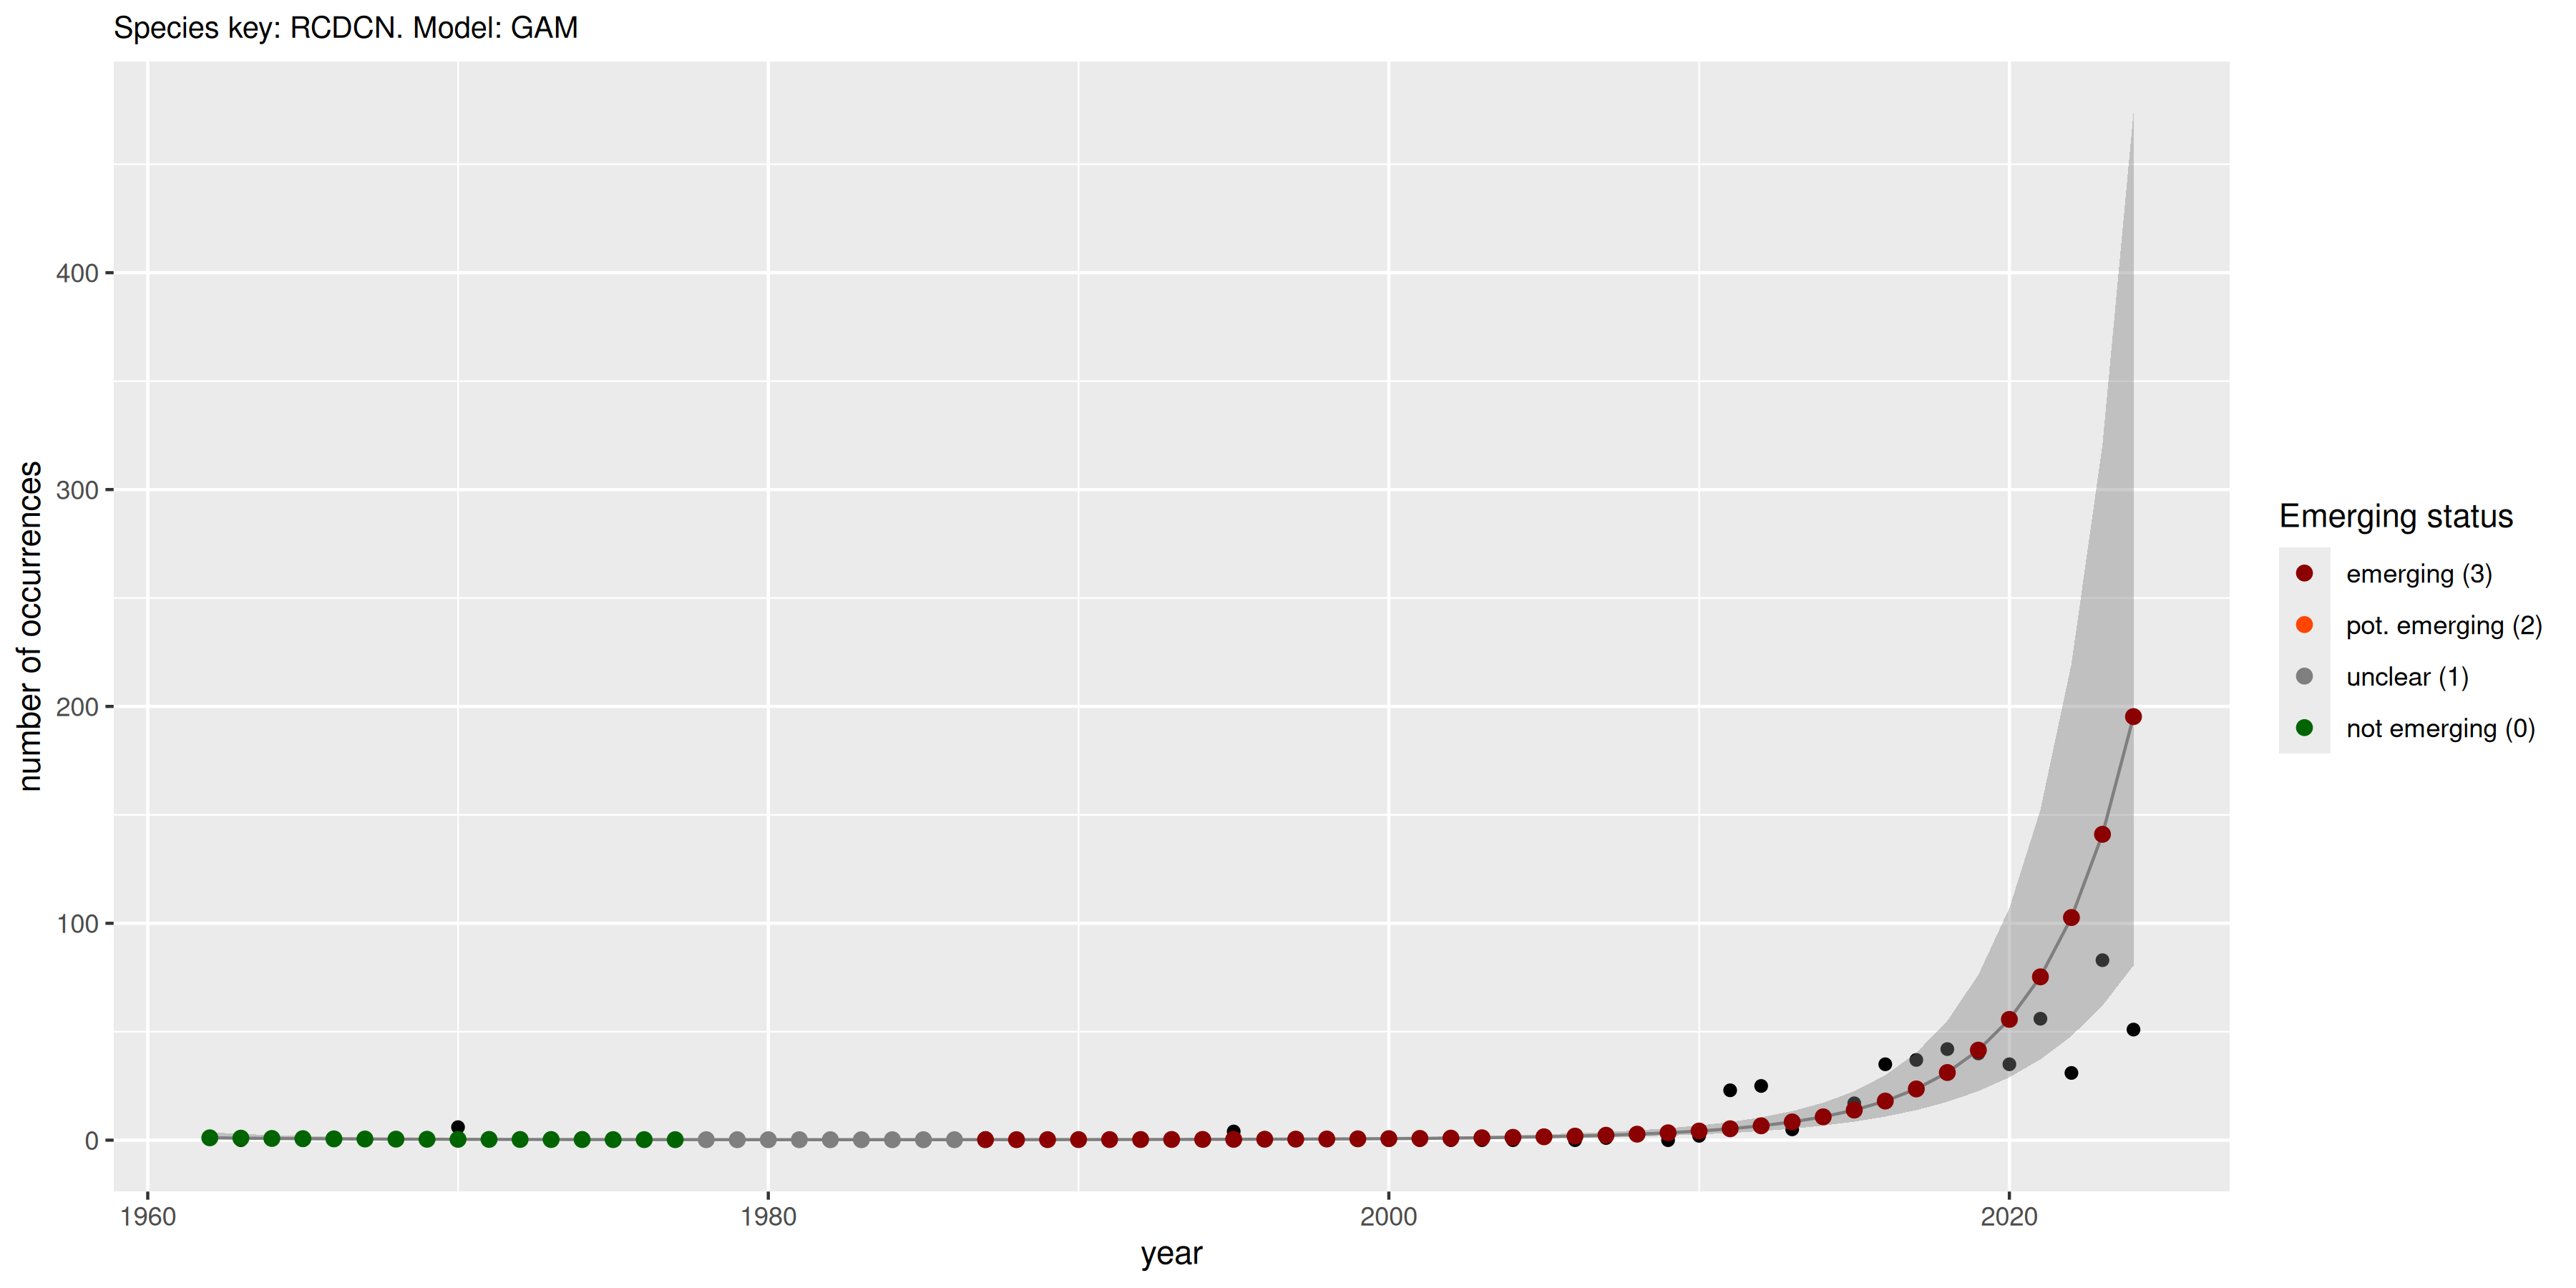 Species key: RCDCN. Model: GAM
number of occurrences
400
300
200
100
0
1960
1980
2000
2020
year
Emerging status
emerging (3)
pot. emerging (2)
unclear (1)
not emerging (0)